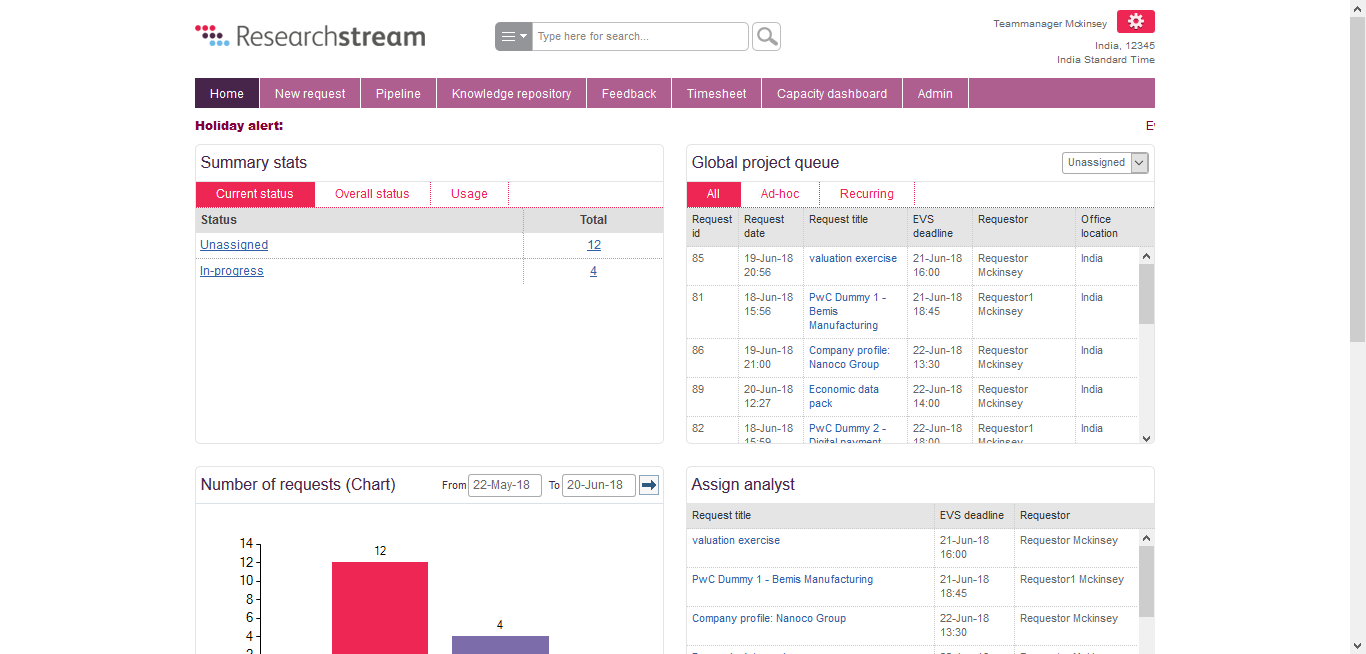 Researchstream
Type here for search...
Teammanager Mckinsey
India, 12345
India Standard Time
Home New request Pipeline Knowledge repository Feedback Timesheet Capacity dashboard Admin
Holiday alert:
Summary stats
Current status Overall status Usage
Status Total
Unassigned 12
In-progress 4
Global project queue Unassigned
All Ad-hoc Recurring
Request Request Request title EVS Requestor Office
id date deadline location
85 19-Jun-18 valuation exercise 21-Jun-18 Requestor India
20:56 16:00 Mckinsey
81 18-Jun-18 PwC Dummy 1 - 21-Jun-18 Requestor1 India
15:56 Bemis 18:45 Mckinsey
Manufacturing
86 19-Jun-18 Company profile: 22-Jun-18 Requestor India
21:00 Nanoco Group 13:30 Mckinsey
89 20-Jun-18 Economic data 22-Jun-18 Requestor India
12:27 pack 14:00 Mckinsey
82 18-Jun-18 PwC Dummy 2 - 22-Jun-18 Requestor1 India
15:59 Digital payment 18:00 Mckinsey
Number of requests (Chart) From 22-May-18 To 20-Jun-18
14
12
10
8
6
4
2
12
4
Assign analyst
Request title EVS deadline Requestor
valuation exercise 21-Jun-18 Requestor Mckinsey
16:00
PwC Dummy 1 - Bemis Manufacturing 21-Jun-18 Requestor1 Mckinsey
18:45
Company profile: Nanoco Group 22-Jun-18 Requestor Mckinsey
13:30